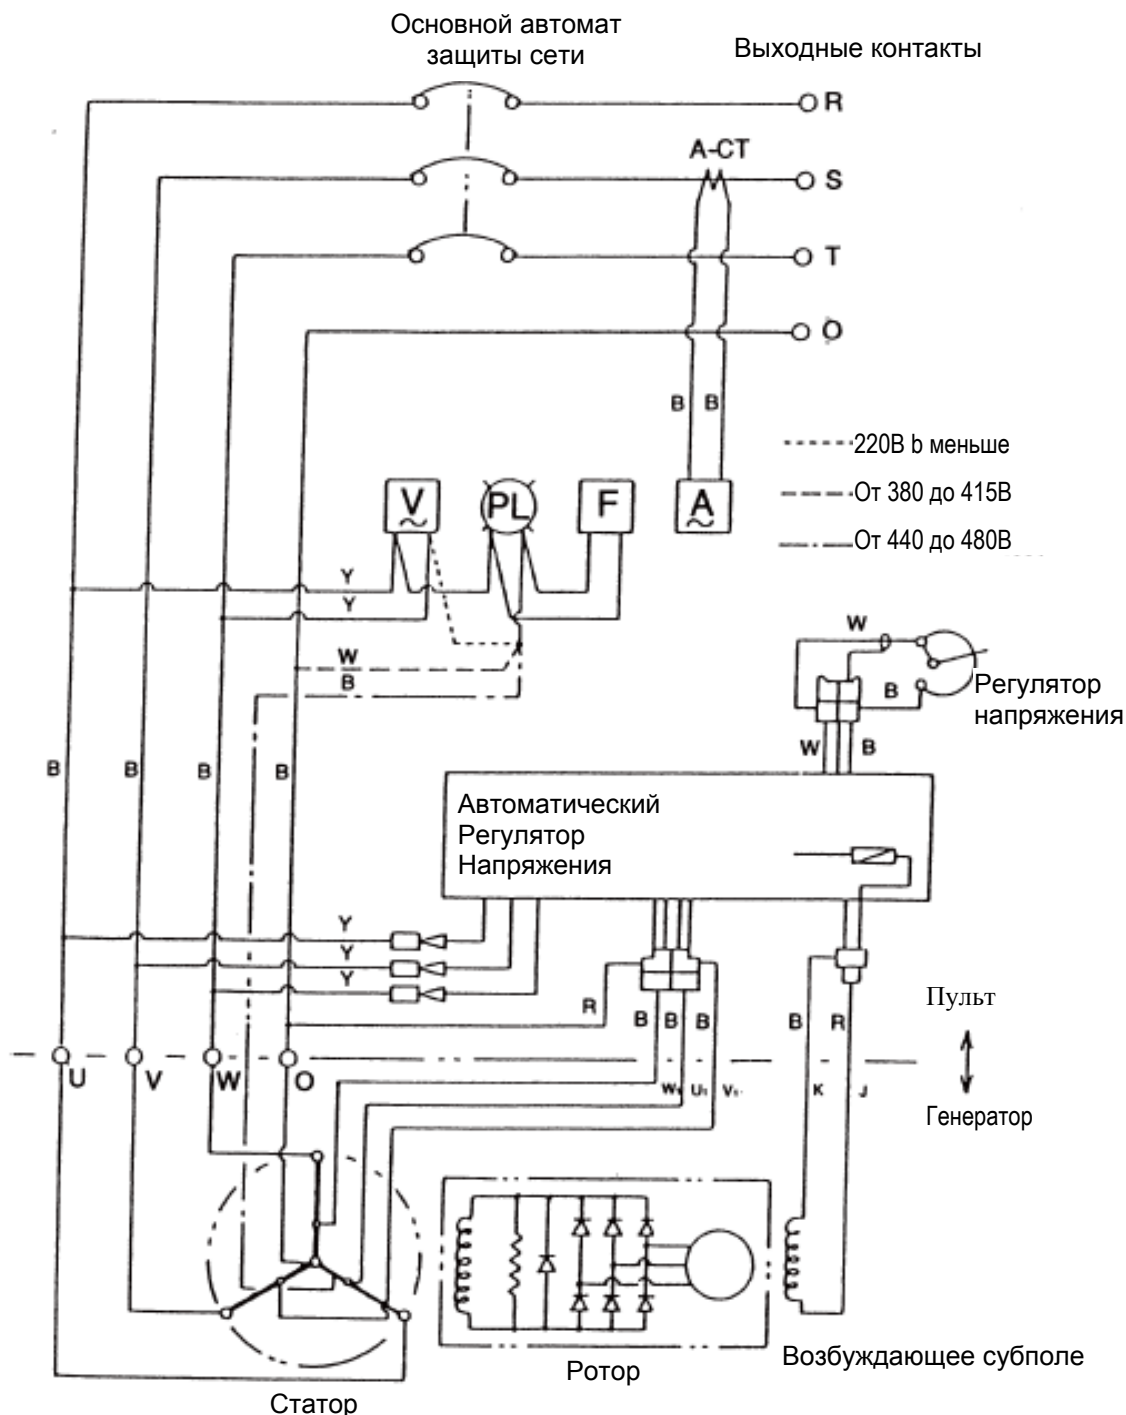 Основной автомат
защиты сети
Выходные контакты
R
A-CT
S
T
O
B B
220В b меньше
От 380 до 415В
От 440 до 480В
V
~
PL
F
A
~
Y
Y
W
B
W
B
Регулятор
напряжения
W
B
B
B
B
B
Автоматический
Регулятор
Напряжения
Y
Y
Y
R
B
B
B
B
R
Пульт
U
V
W
O
W₁
U₁
V₁
K
J
Генератор
Статор
Ротор
Возбуждающее субполе